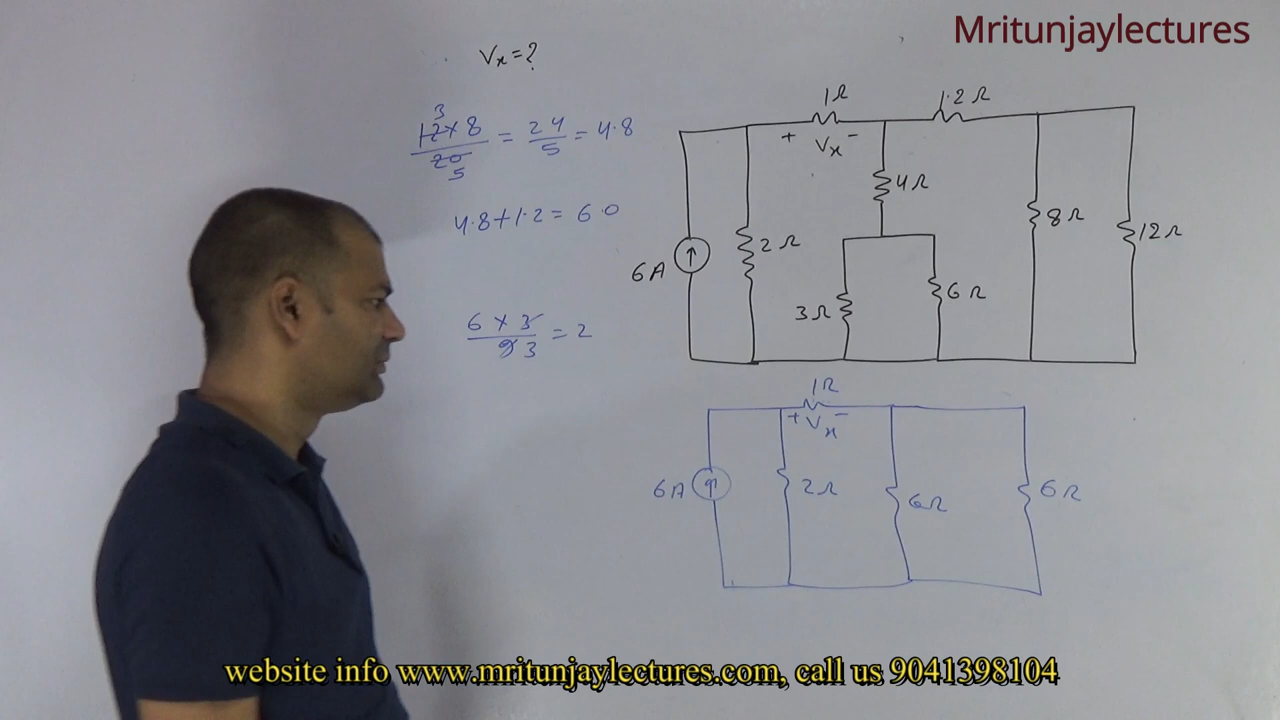 Mritunjaylectures
Vx = ?
12 × 8 / 20 = 24 / 5 = 4.8
3
5
4.8 + 1.2 = 6.0
6 × 3 / 9 = 2
3
1Ω
1.2Ω
+ Vx −
4Ω
6A
2Ω
3Ω
6Ω
8Ω
12Ω
1Ω
+ Vx −
6A
2Ω
6Ω
6Ω
website info www.mritunjaylectures.com, call us 9041398104